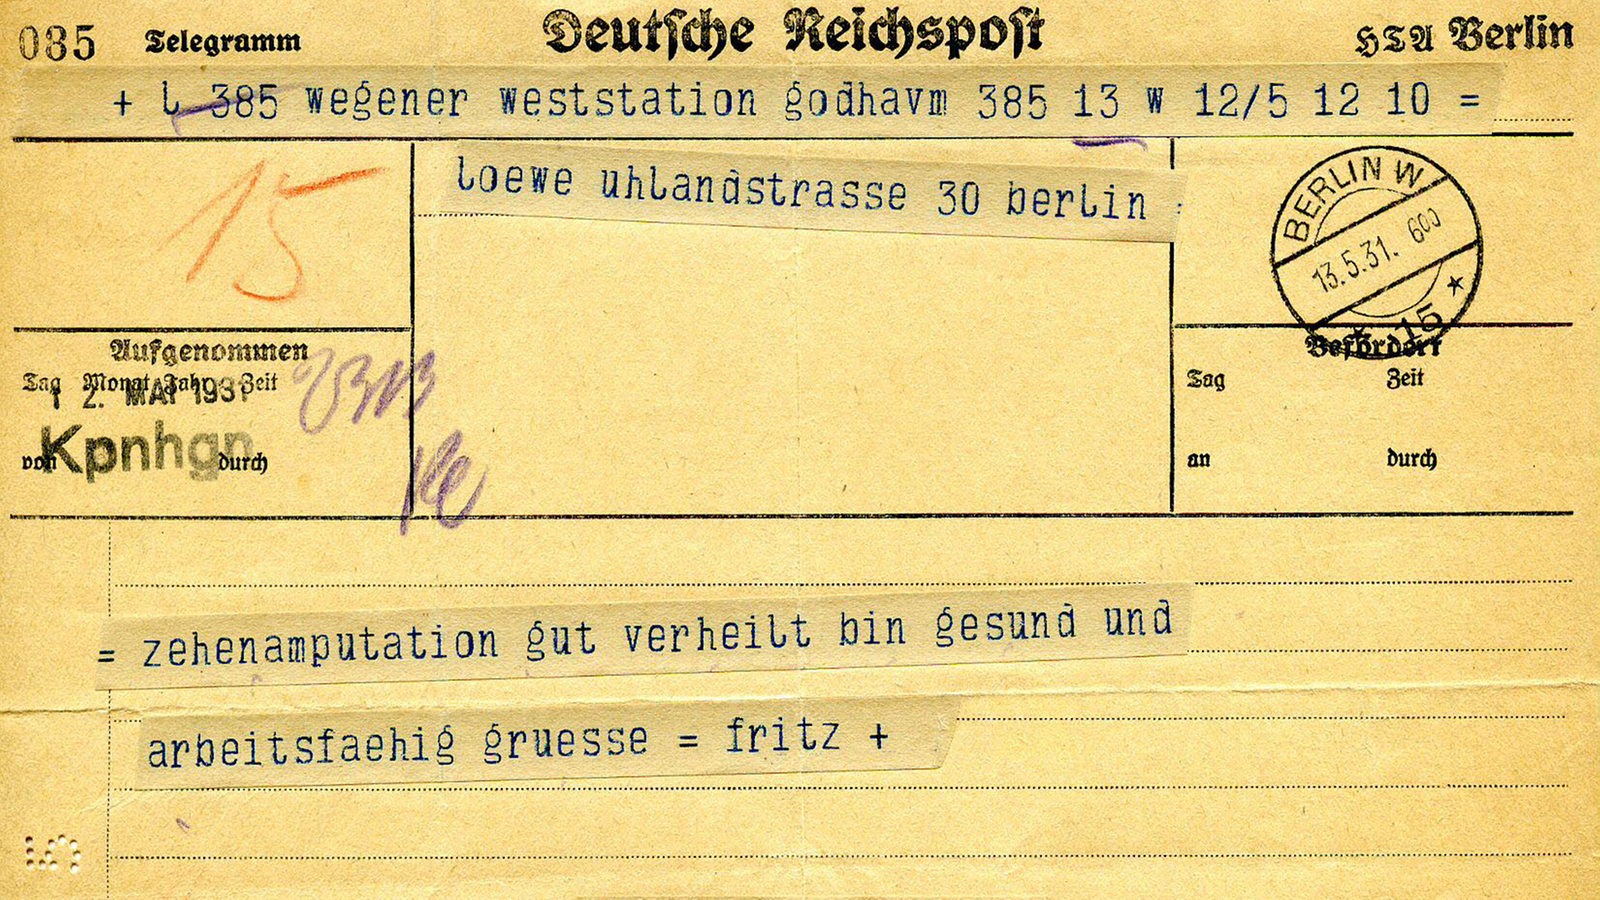 085 Telegramm Deutsche Reichspost HTA Berlin
+ l 385 wegener weststation godhavm 385 13 w 12/5 12 10 =
loewe uhlandstrasse 30 berlin
15
BERLIN W
13.5.31. 600
* 15 *
Aufgenommen
Tag Monat Jahr Zeit
12. MAI 1931
von Kpnhgn durch
Befördert
Tag Zeit
an durch
= zehenamputation gut verheilt bin gesund und
arbeitsfaehig gruesse = fritz +